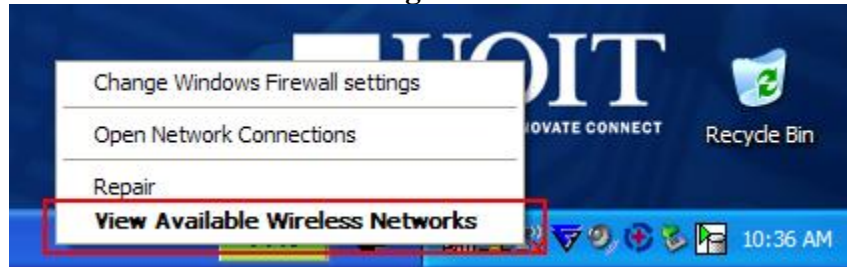 UOIT
Change Windows Firewall settings
Open Network Connections
OVATE CONNECT
Recycle Bin
Repair
View Available Wireless Networks
10:36 AM